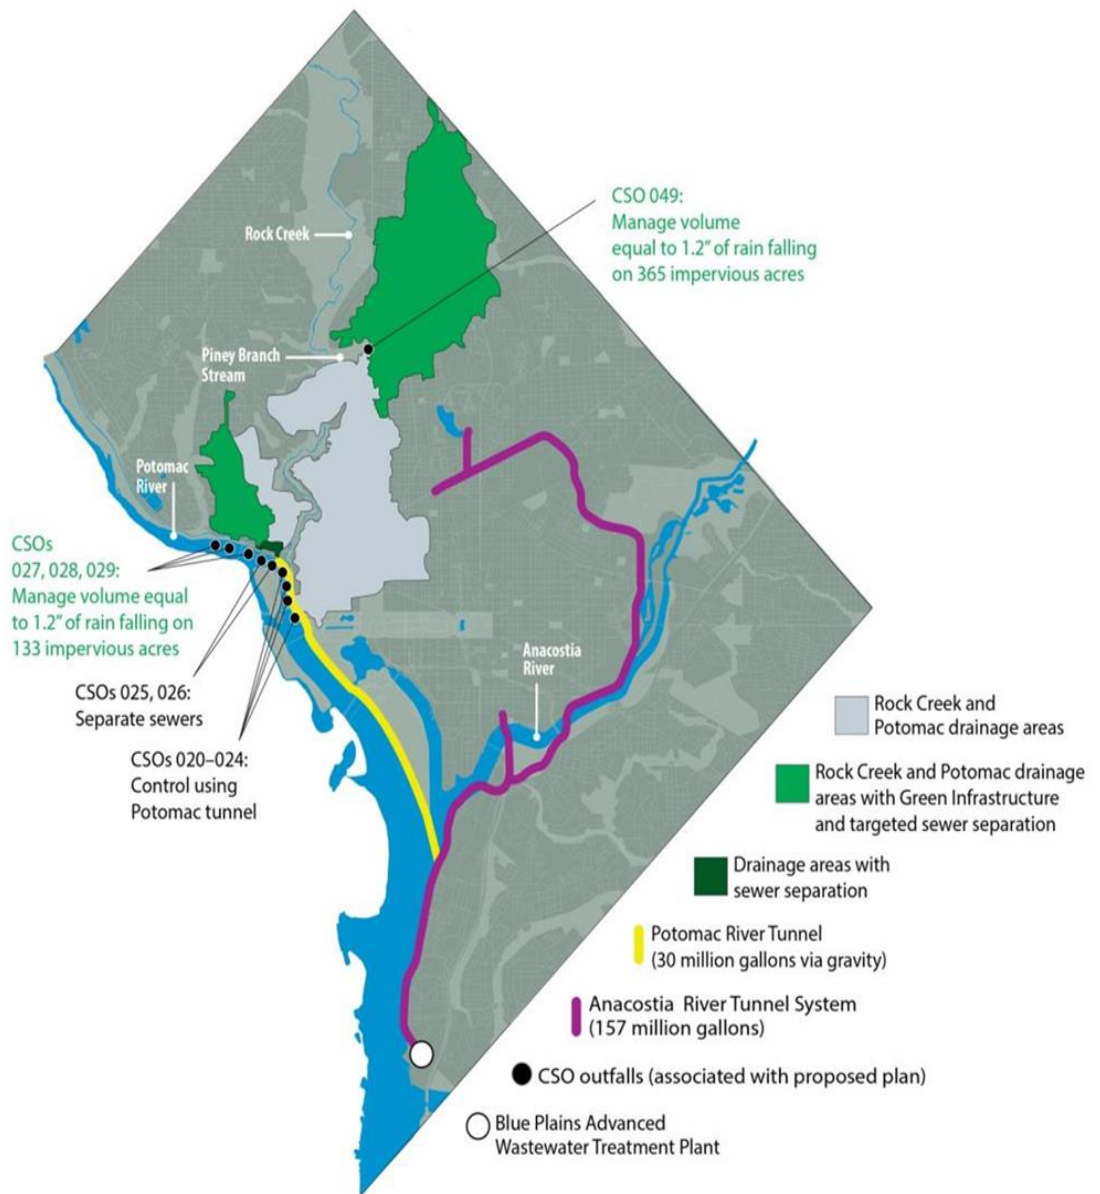 CSO 049:
Manage volume
equal to 1.2” of rain falling
on 365 impervious acres
Rock Creek
Piney Branch
Stream
Potomac
River
CSOs
027, 028, 029:
Manage volume equal
to 1.2” of rain falling on
133 impervious acres
CSOs 025, 026:
Separate sewers
CSOs 020–024:
Control using
Potomac tunnel
Anacostia
River
Rock Creek and
Potomac drainage areas
Rock Creek and Potomac drainage
areas with Green Infrastructure
and targeted sewer separation
Drainage areas with
sewer separation
Potomac River Tunnel
(30 million gallons via gravity)
Anacostia River Tunnel System
(157 million gallons)
CSO outfalls (associated with proposed plan)
Blue Plains Advanced
Wastewater Treatment Plant